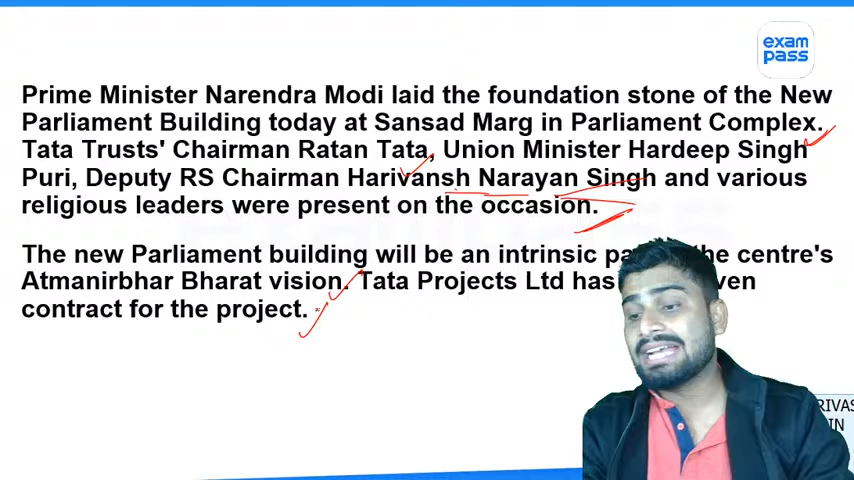 exam
pass
Prime Minister Narendra Modi laid the foundation stone of the New
Parliament Building today at Sansad Marg in Parliament Complex.
Tata Trusts' Chairman Ratan Tata, Union Minister Hardeep Singh
Puri, Deputy RS Chairman Harivansh Narayan Singh and various
religious leaders were present on the occasion.
The new Parliament building will be an intrinsic the centre's
Atmanirbhar Bharat vision. Tata Projects Ltd has
contract for the project.